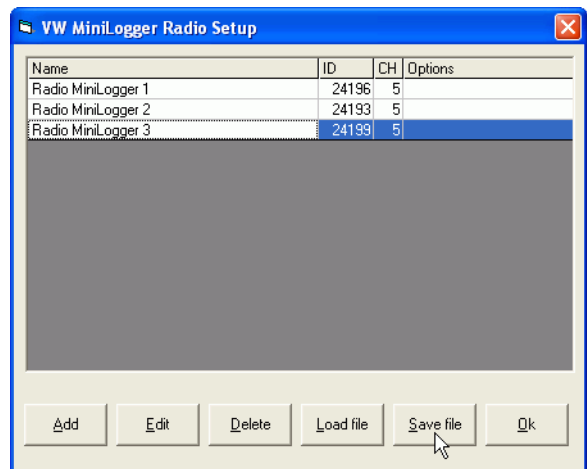 VW MiniLogger Radio Setup
Name ID CH Options
Radio MiniLogger 1 24196 5
Radio MiniLogger 2 24193 5
Radio MiniLogger 3 24199 5
Add Edit Delete Load file Save file Ok